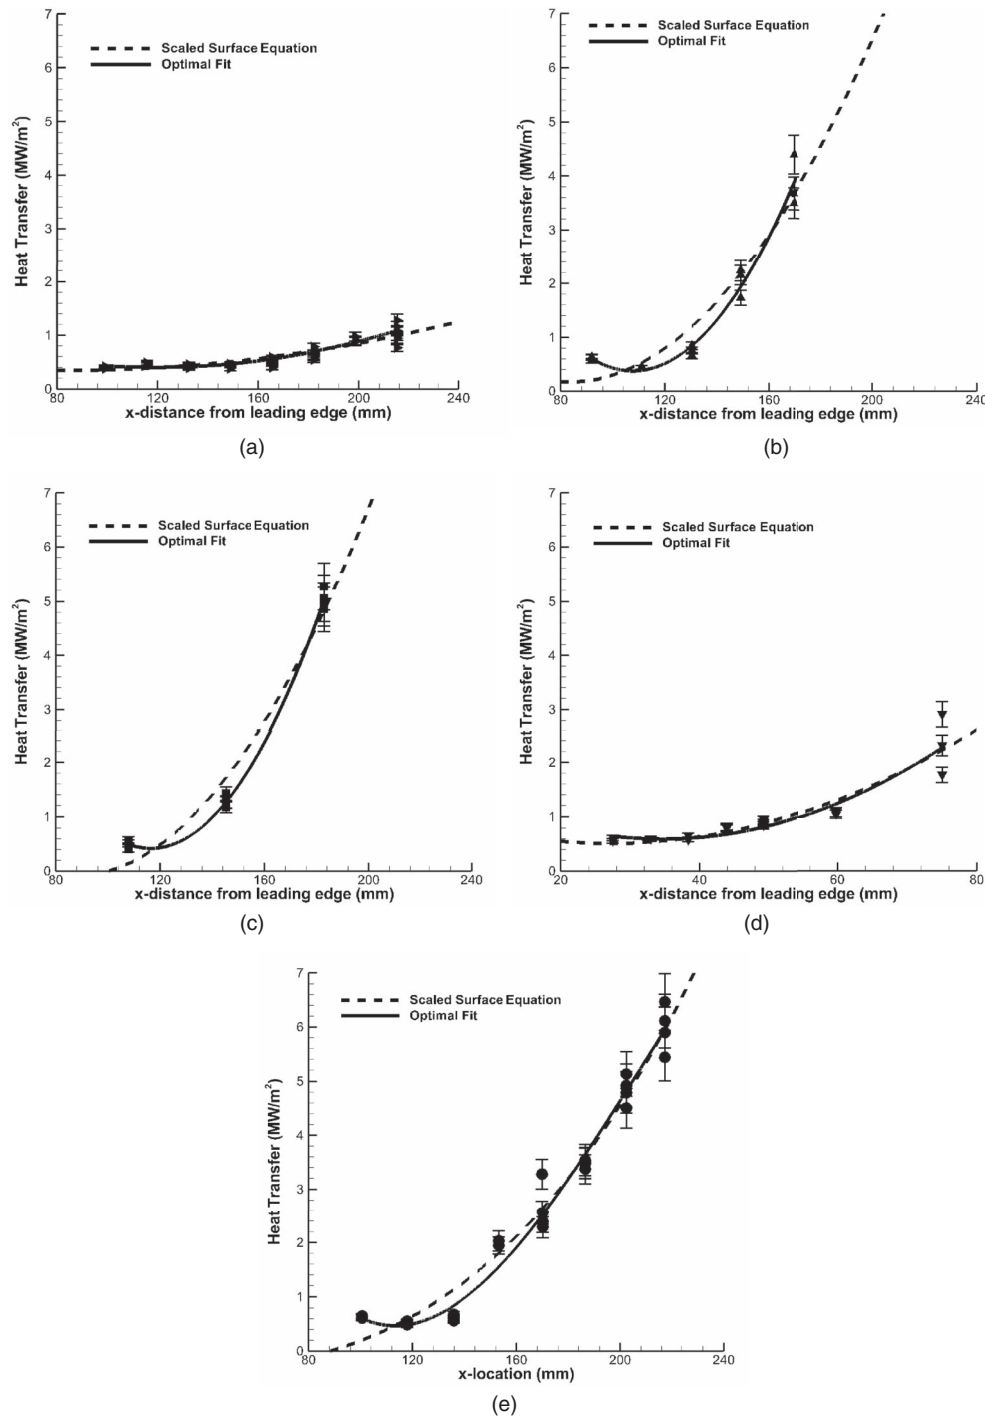 7
6
5
4
3
2
1
0
Heat Transfer (MW/m²)
Scaled Surface Equation
Optimal Fit
80 120 160 200 240
x-distance from leading edge (mm)
(a)
7
6
5
4
3
2
1
0
Heat Transfer (MW/m²)
Scaled Surface Equation
Optimal Fit
80 120 160 200 240
x-distance from leading edge (mm)
(b)
7
6
5
4
3
2
1
0
Heat Transfer (MW/m²)
Scaled Surface Equation
Optimal Fit
80 120 160 200 240
x-distance from leading edge (mm)
(c)
7
6
5
4
3
2
1
0
Heat Transfer (MW/m²)
Scaled Surface Equation
Optimal Fit
20 40 60 80
x-distance from leading edge (mm)
(d)
7
6
5
4
3
2
1
0
Heat Transfer (MW/m²)
Scaled Surface Equation
Optimal Fit
80 120 160 200 240
x-location (mm)
(e)